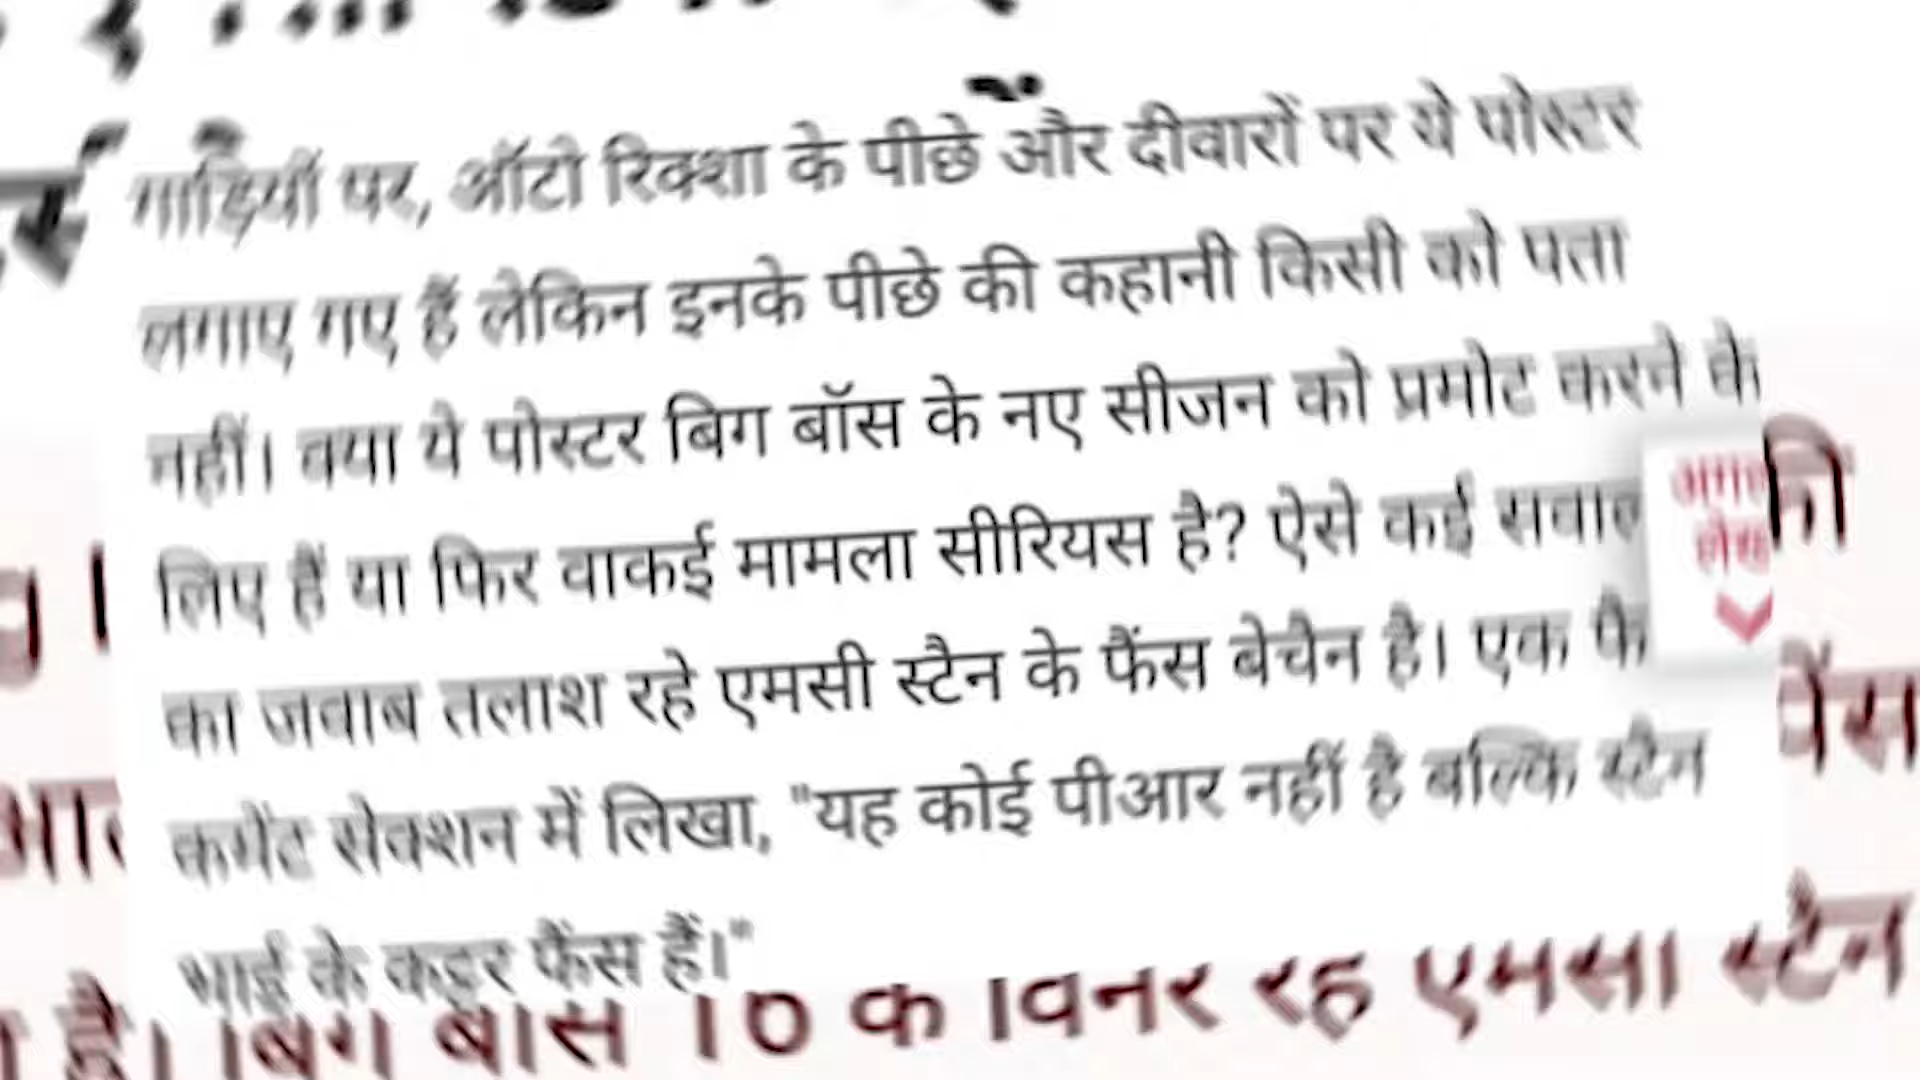 गाड़ियों पर, ऑटो रिक्शा के पीछे और दीवारों पर ये पोस्टर
लगाए गए हैं लेकिन इनके पीछे की कहानी किसी को पता
नहीं। क्या ये पोस्टर बिग बॉस के नए सीजन को प्रमोट करने के
लिए हैं या फिर वाकई मामला सीरियस है? ऐसे कई सवाल
का जवाब तलाश रहे एमसी स्टैन के फैंस बेचैन है। एक
कमेंट सेक्शन में लिखा, "यह कोई पीआर नहीं है बल्कि स्टैन
भाई के कट्टर फैंस हैं।"
है। बिग बॉस 16 के विनर रहे एमसी स्टैन